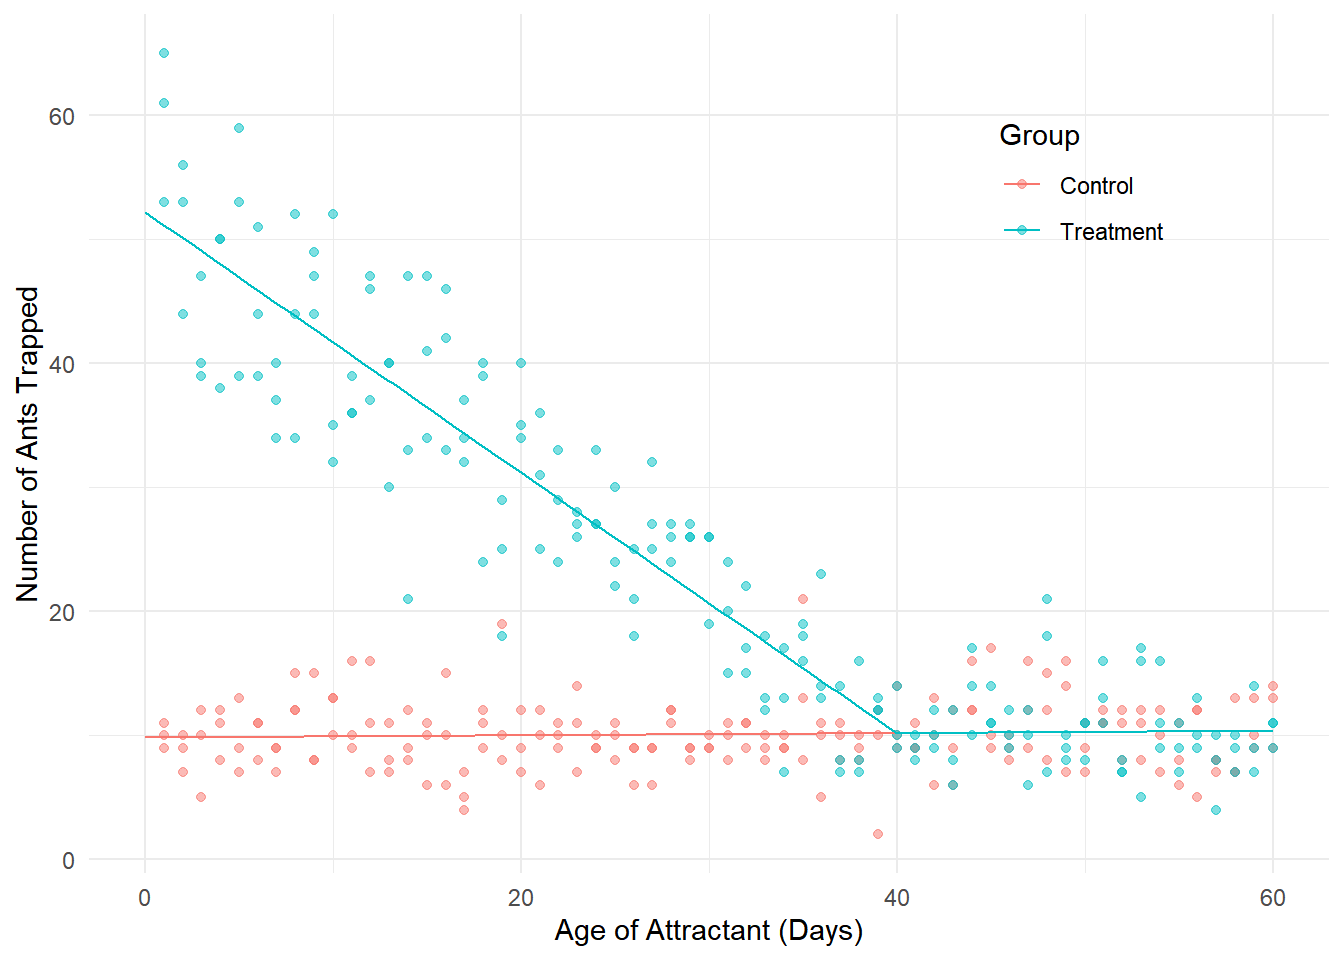 60
40
20
0
Number of Ants Trapped
Group
Control
Treatment
0 20 40 60
Age of Attractant (Days)